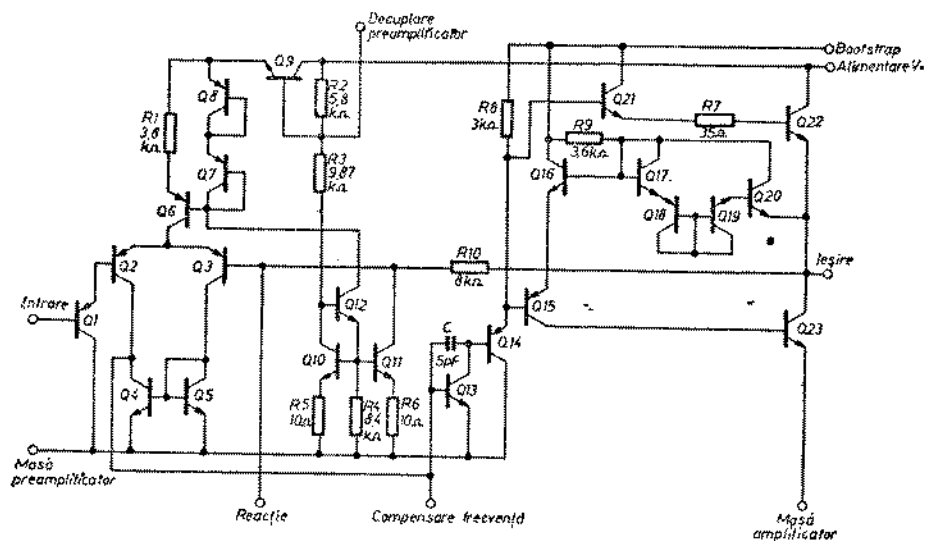 Decuplare
preamplificator
Bootstrap
Alimentare V+
Q9
Q8
R2
5,8
kΩ
R1
3,8
kΩ
R8
3kΩ
Q21
R7
35Ω
Q22
R3
9,87
kΩ
R9
3,6kΩ
Q7
Q16
Q17
Q20
Q6
Q18
Q19
Q2
Q3
R10
8kΩ
Ieșire
Intrare
Q1
Q12
Q15
C
5pF
Q14
Q23
Q10
Q11
Q13
Q4
Q5
R5
10Ω
R4
8,4
kΩ
R6
10Ω
Masă
preamplificator
Reacție
Compensare frecvență
Masă
amplificator